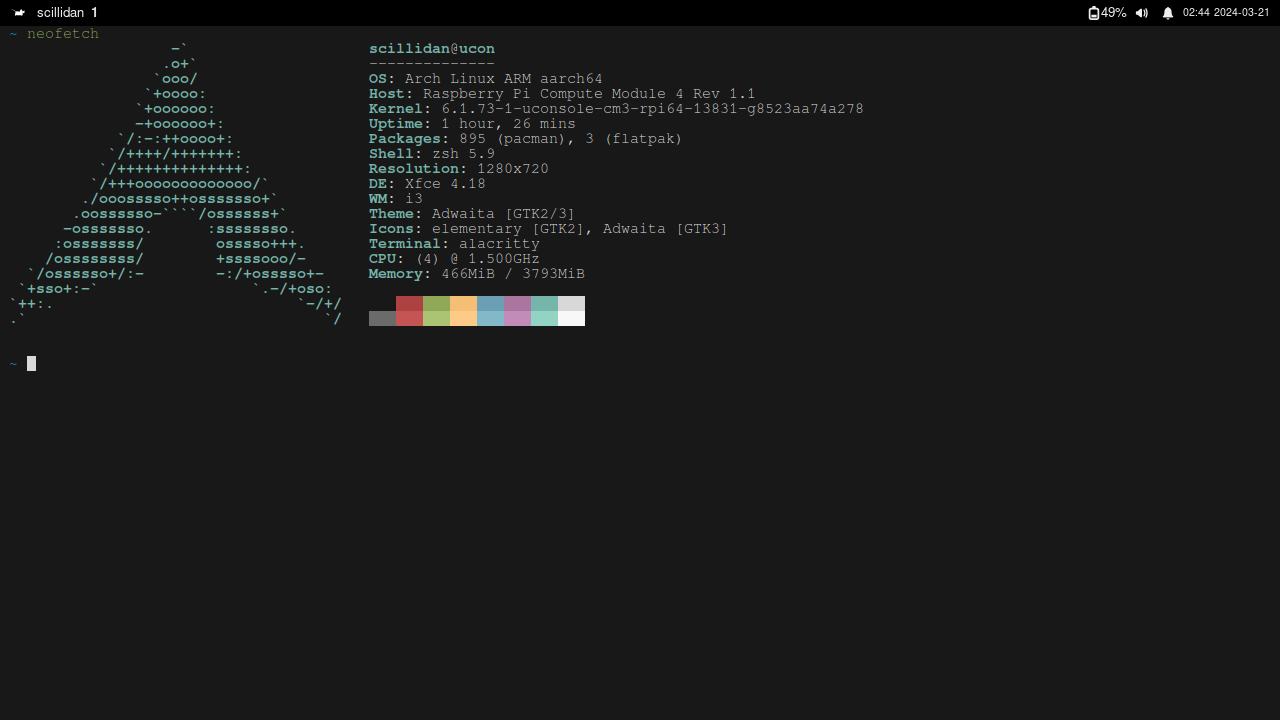 scillidan 1 49% 02:44 2024-03-21
~ neofetch
-`
.o+` scillidan@ucon
`ooo/ --------------
`+oooo: OS: Arch Linux ARM aarch64
`+oooooo: Host: Raspberry Pi Compute Module 4 Rev 1.1
-+oooooo+: Kernel: 6.1.73-1-uconsole-cm3-rpi64-13831-g8523aa74a278
`/:-:++oooo+: Uptime: 1 hour, 26 mins
`/++++/+++++++: Packages: 895 (pacman), 3 (flatpak)
`/++++++++++++++: Shell: zsh 5.9
`/+++ooooooooooooo/` Resolution: 1280x720
./ooosssso++osssssso+` DE: Xfce 4.18
.oossssso-````/ossssss+` WM: i3
-osssssso. :ssssssso. Theme: Adwaita [GTK2/3]
:osssssss/ osssso+++. Icons: elementary [GTK2], Adwaita [GTK3]
/ossssssss/ +ssssooo/- Terminal: alacritty
`/ossssso+/:- -:/+osssso+- CPU: (4) @ 1.500GHz
`+sso+:-` `.-/+oso: Memory: 466MiB / 3793MiB
`++:. `-/+/
.` `/
~